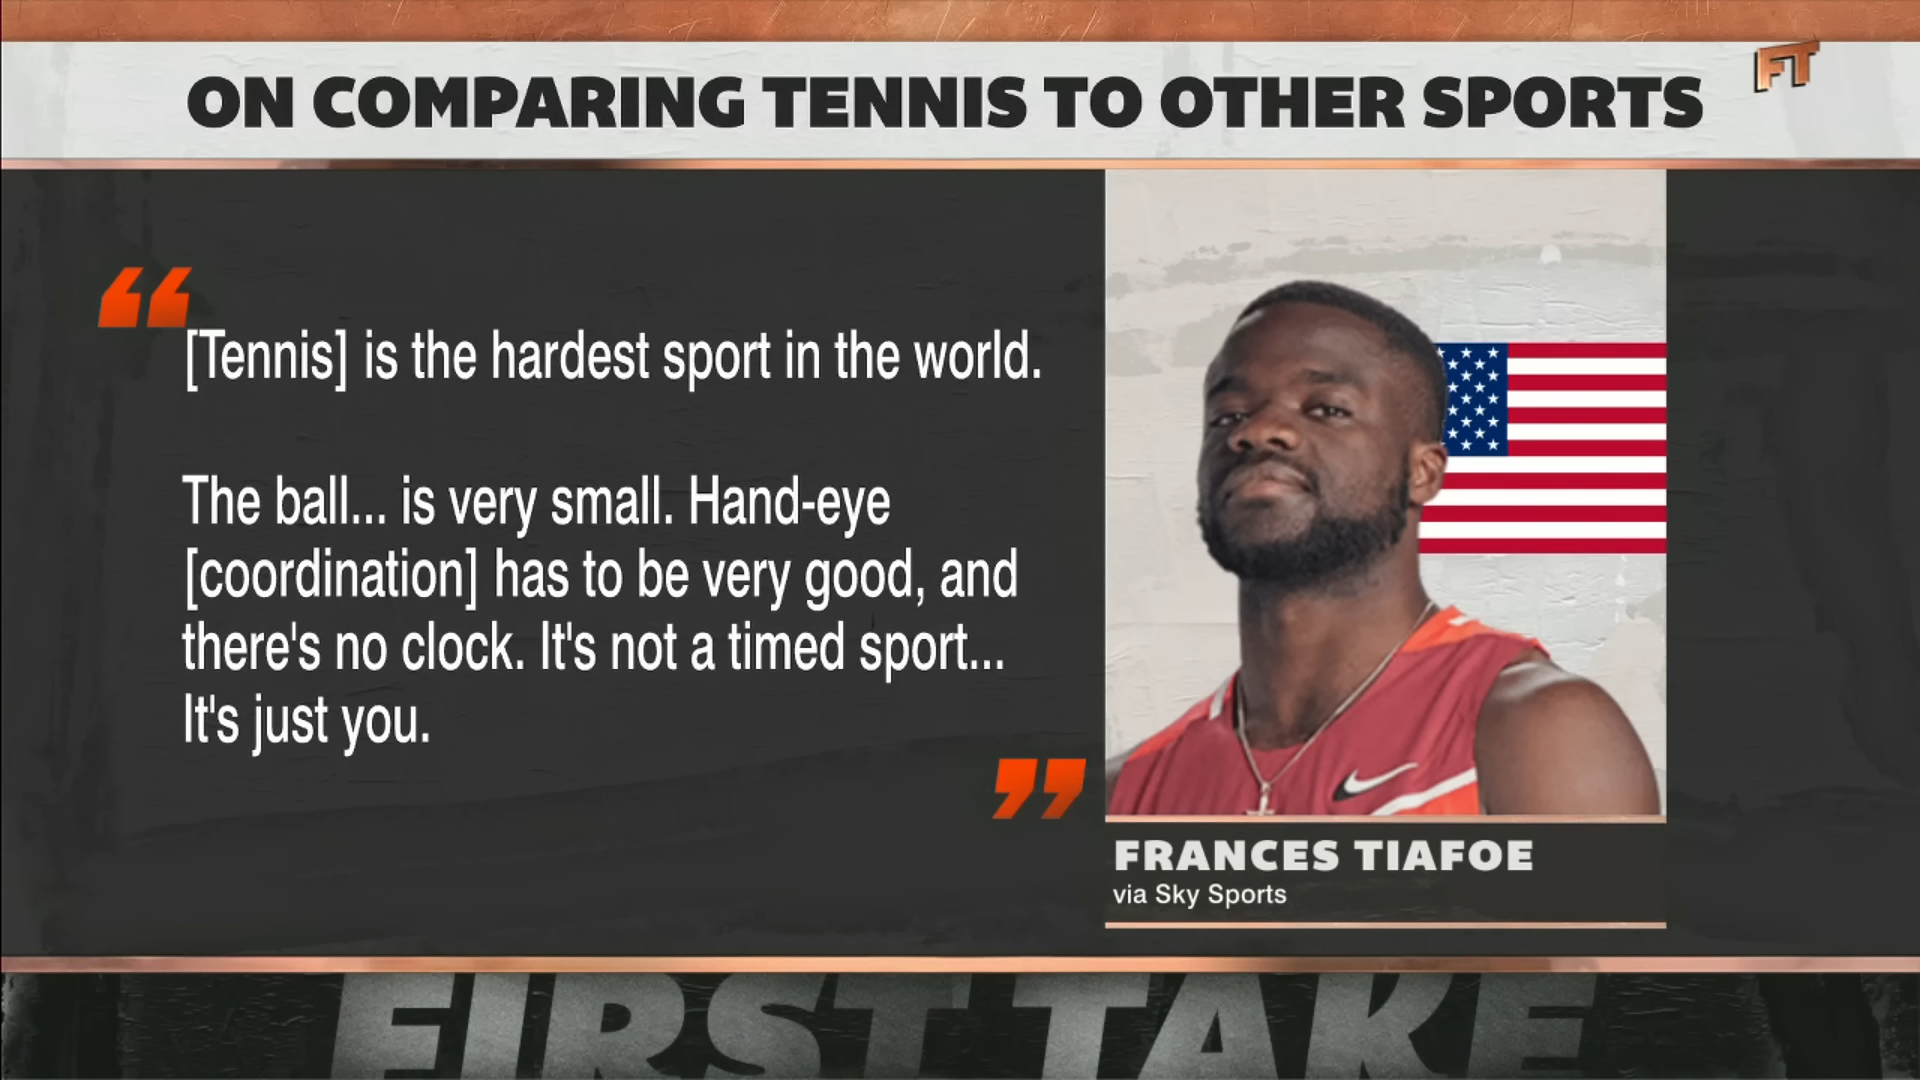 ON COMPARING TENNIS TO OTHER SPORTS
FT
“
[Tennis] is the hardest sport in the world.
The ball... is very small. Hand-eye
[coordination] has to be very good, and
there's no clock. It's not a timed sport...
It's just you.
”
FRANCES TIAFOE
via Sky Sports
FIRST TAKE